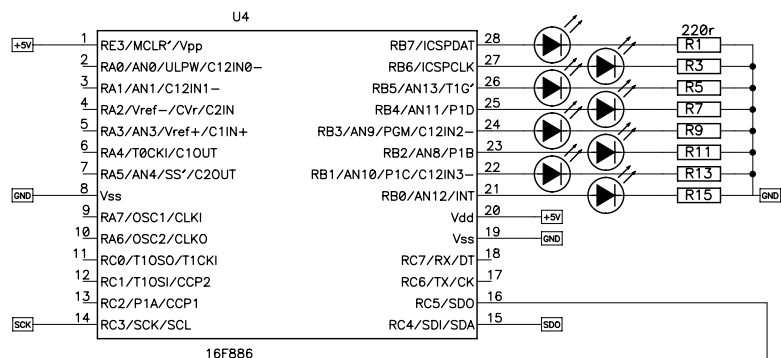 U4
+5V 1 RE3/MCLR'/Vpp RB7/ICSPDAT 28 220r R1
2 RA0/AN0/ULPW/C12IN0- RB6/ICSPCLK 27 R3
3 RA1/AN1/C12IN1- RB5/AN13/T1G' 26 R5
4 RA2/Vref-/CVr/C2IN RB4/AN11/P1D 25 R7
5 RA3/AN3/Vref+/C1IN+ RB3/AN9/PGM/C12IN2- 24 R9
6 RA4/T0CKI/C1OUT RB2/AN8/P1B 23 R11
7 RA5/AN4/SS'/C2OUT RB1/AN10/P1C/C12IN3- 22 R13
GND 8 Vss RB0/AN12/INT 21 R15 GND
9 RA7/OSC1/CLKI Vdd 20 +5V
10 RA6/OSC2/CLKO Vss 19 GND
11 RC0/T1OSO/T1CKI RC7/RX/DT 18
12 RC1/T1OSI/CCP2 RC6/TX/CK 17
13 RC2/P1A/CCP1 RC5/SDO 16
SCK 14 RC3/SCK/SCL RC4/SDI/SDA 15 SDO
16F886